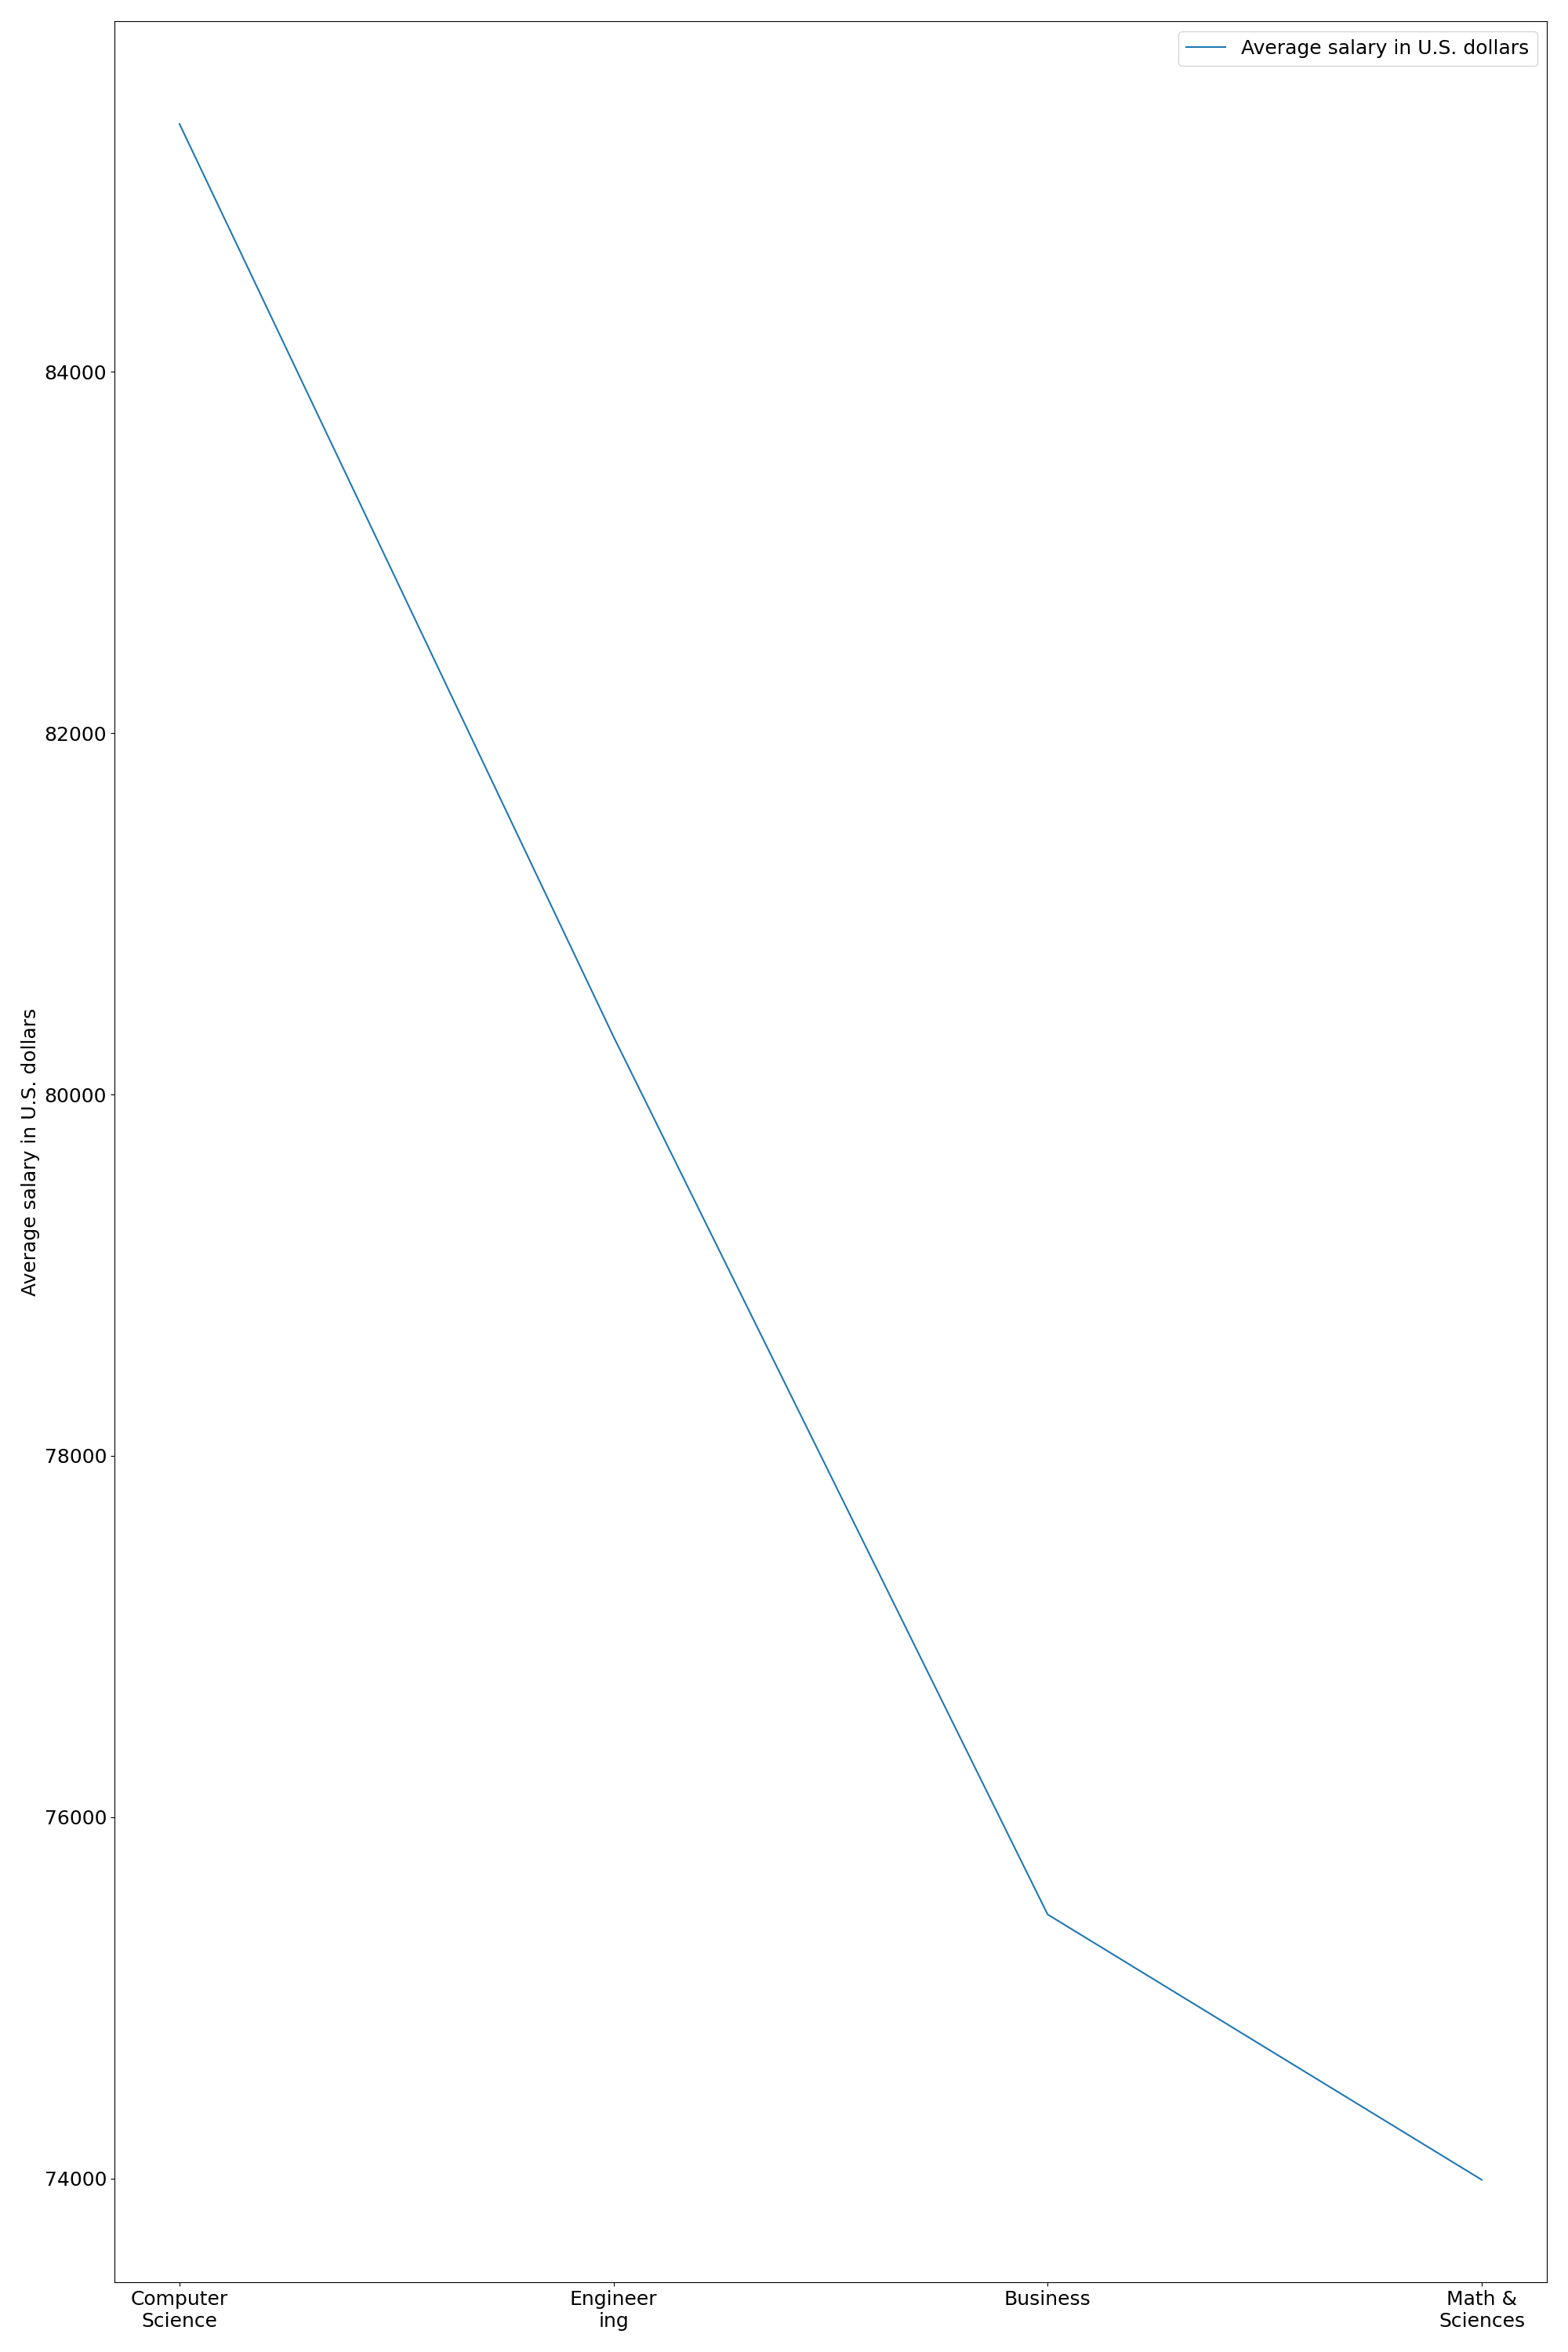 Average salary in U.S. dollars
84000
82000
80000
78000
76000
74000
Average salary in U.S. dollars
Computer
Science
Engineer
ing
Business
Math &
Sciences